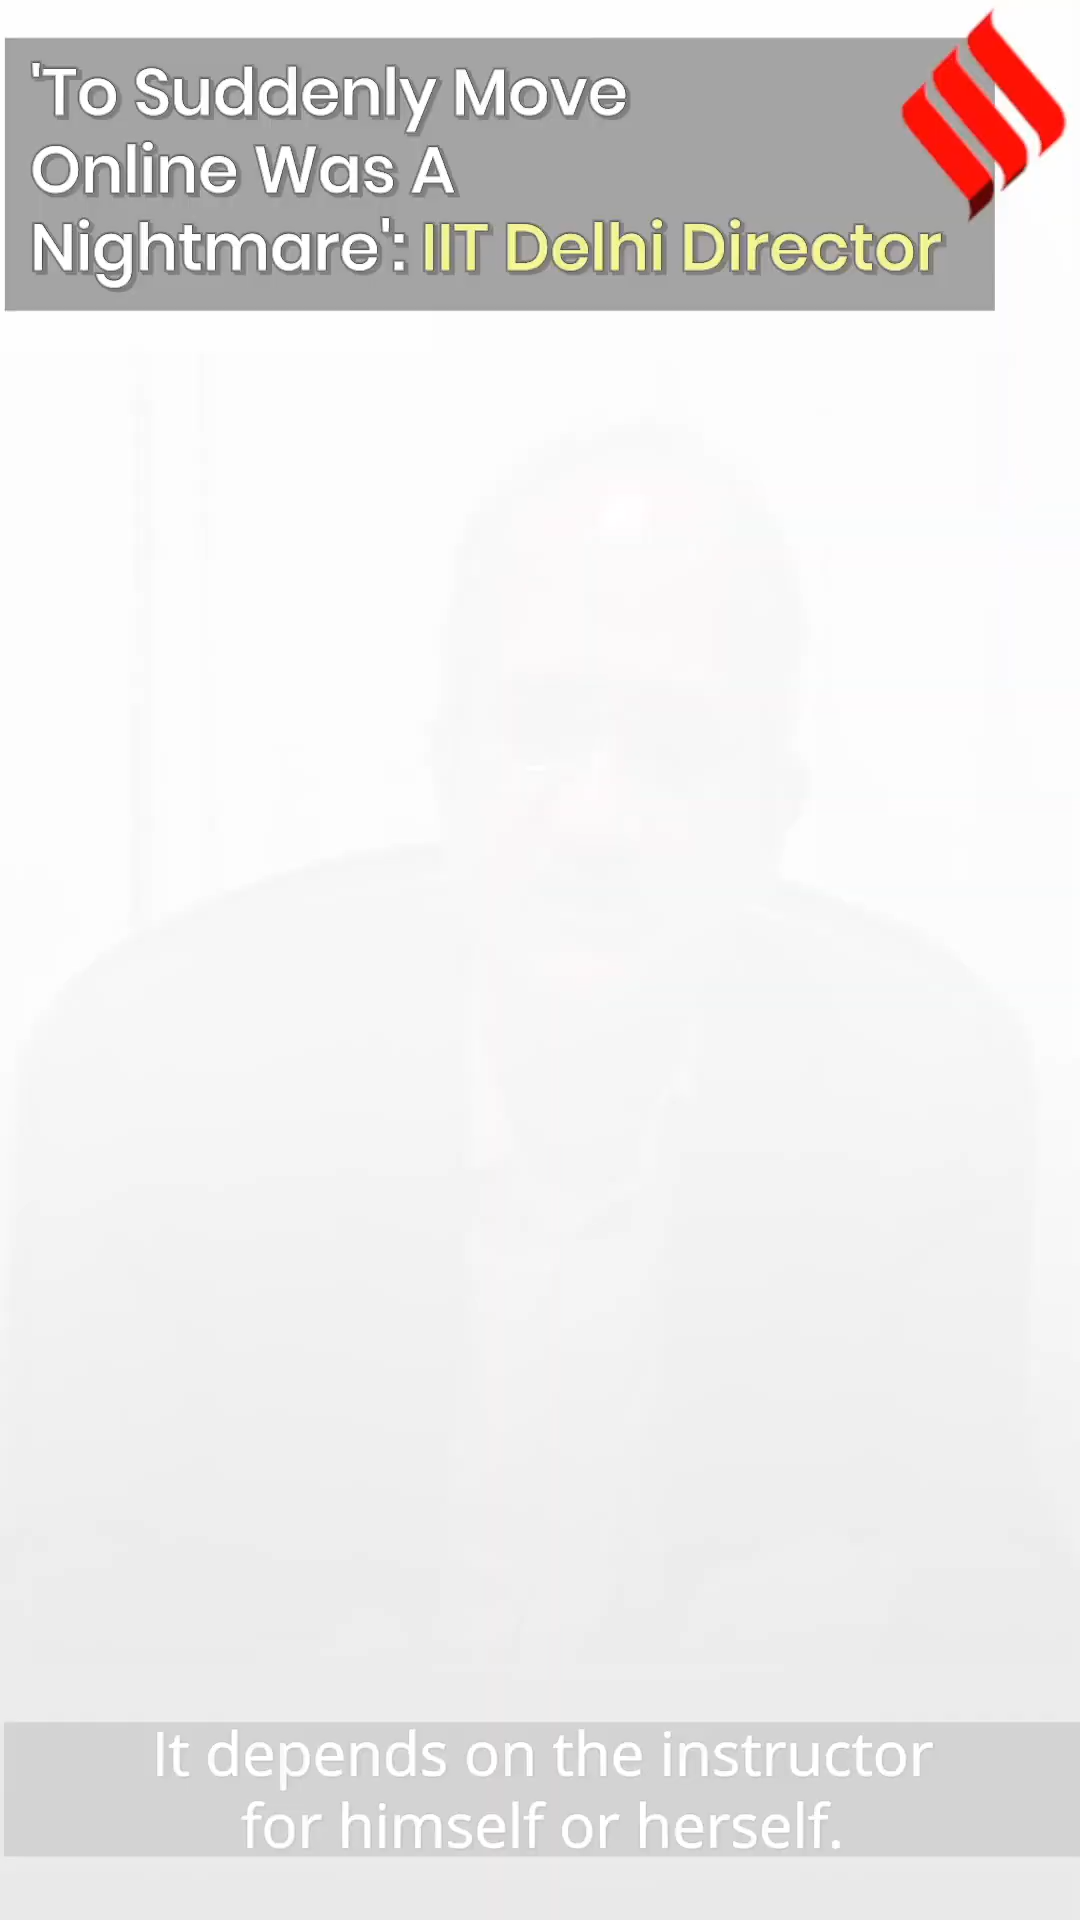 'To Suddenly Move
Online Was A
Nightmare': IIT Delhi Director
It depends on the instructor
for himself or herself.